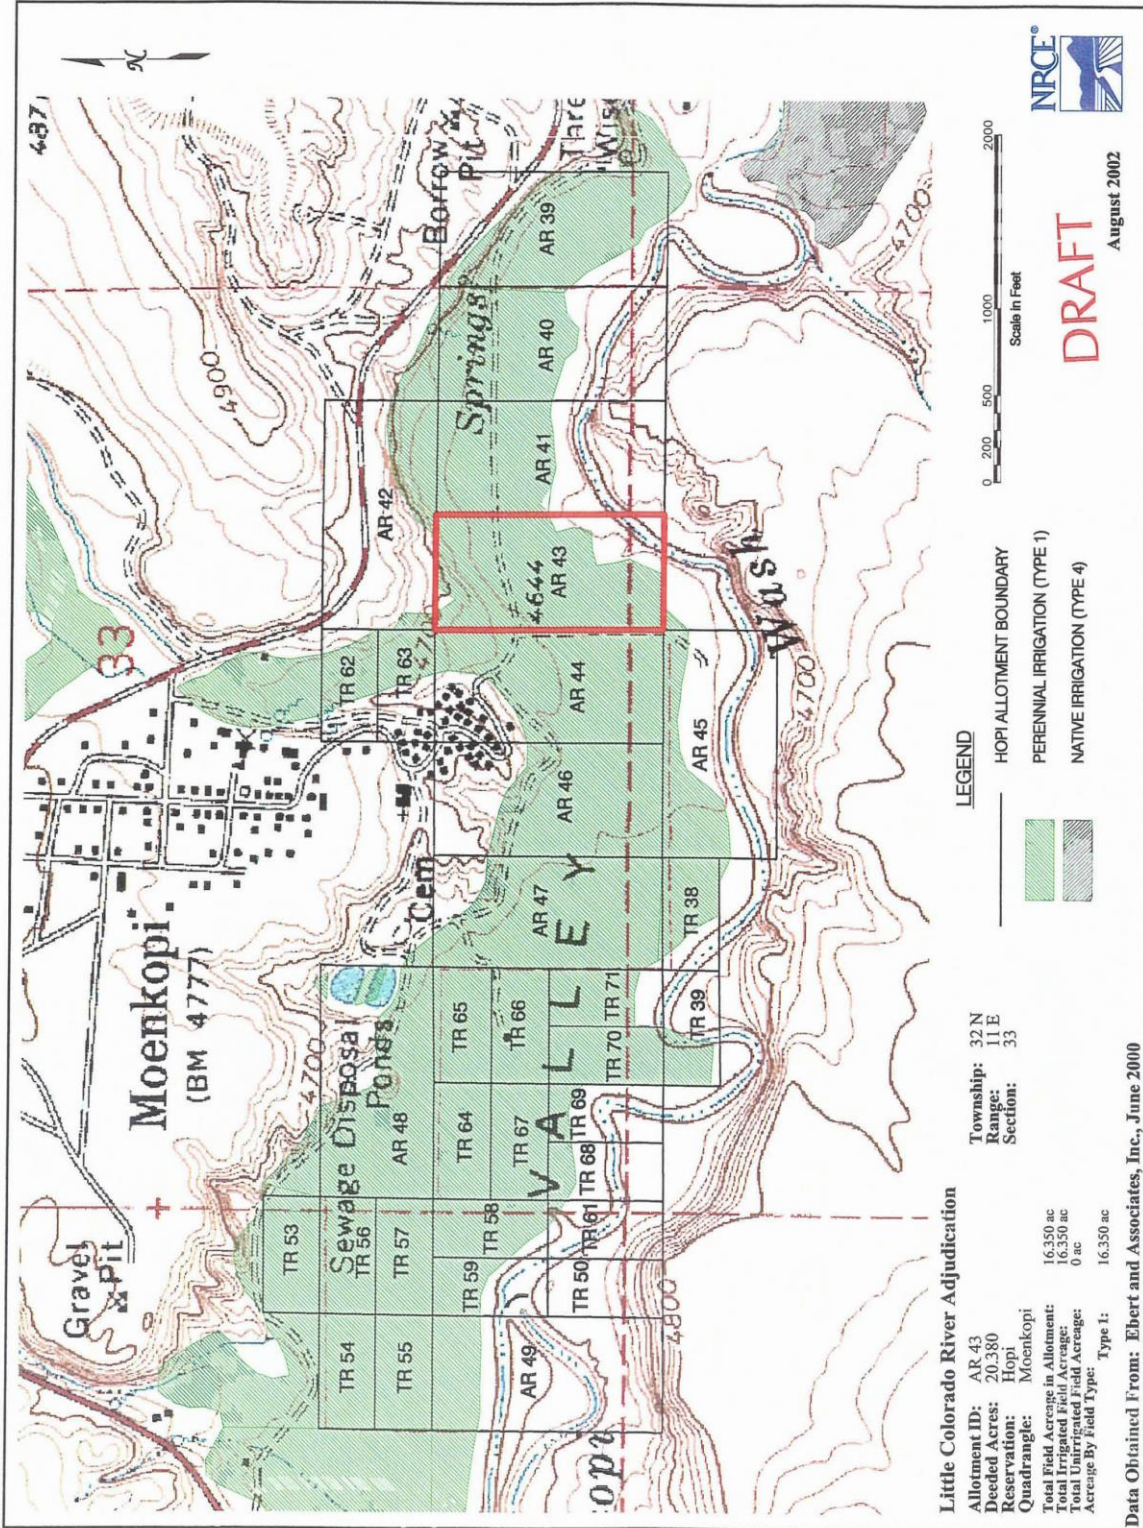 487
N
4900
33
Borrow
Pit
Moenkopi
(BM 4777)
Gravel
Pit
4700
Cem
Sewage Disposal
Ponds
Springs
4644
VALLEY
Wash
4700
4700
4800
AR 39
AR 40
AR 41
AR 42
AR 43
AR 44
AR 45
AR 46
AR 47
AR 48
AR 49
TR 38
TR 39
TR 50
TR 53
TR 54
TR 55
TR 56
TR 57
TR 58
TR 59
TR 61
TR 62
TR 63
TR 64
TR 65
TR 66
TR 67
TR 68
TR 69
TR 70
TR 71
Little Colorado River Adjudication
Allotment ID: AR 43
Deeded Acres: 20.380
Reservation: Hopi
Quadrangle: Moenkopi
Township: 32 N
Range: 11 E
Section: 33
Total Field Acreage in Allotment: 16.350 ac
Total Irrigated Field Acreage: 16.350 ac
Total Unirrigated Field Acreage: 0 ac
Acreage By Field Type: Type 1: 16.350 ac
Data Obtained From: Ebert and Associates, Inc., June 2000
LEGEND
HOPI ALLOTMENT BOUNDARY
PERENNIAL IRRIGATION (TYPE 1)
NATIVE IRRIGATION (TYPE 4)
0 200 500 1000 2000
Scale in Feet
DRAFT
August 2002
NRCE®